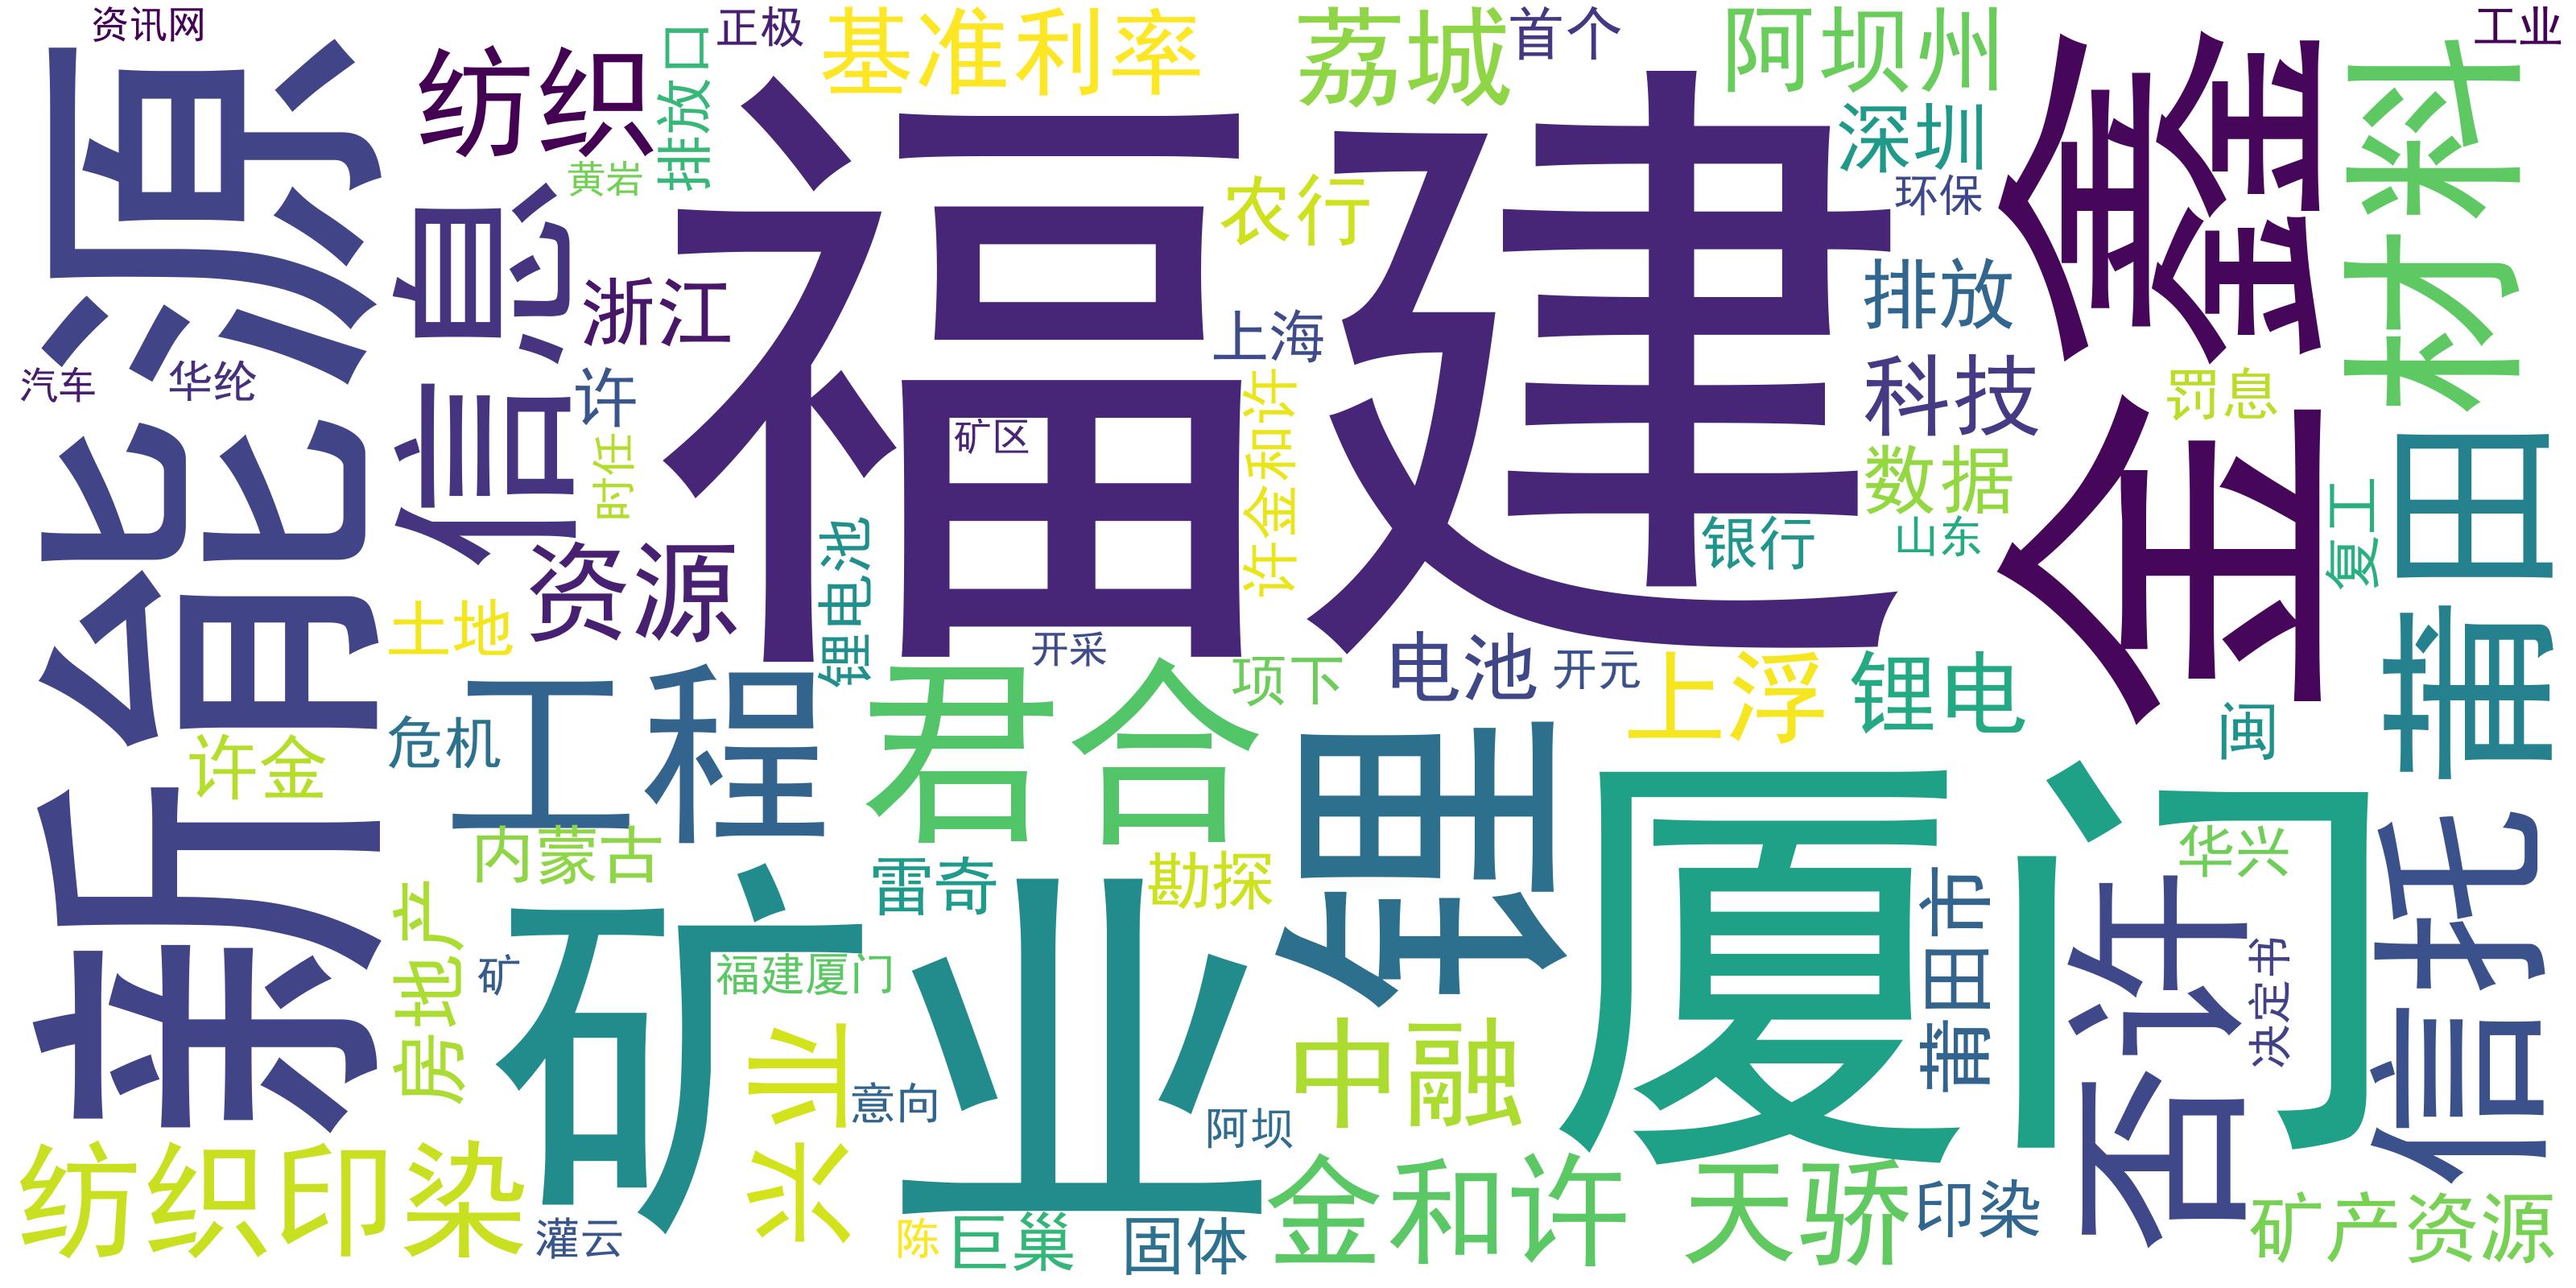 资讯网
正极
基准利率
荔城
首个
阿坝州
工业
新能源
纺织
排放口
福建
深圳
鑫金
材料
黄岩
农行
环保
信息
浙江
上海
排放
汽车
华纶
许
科技
罚息
许金和许
矿区
时任
数据
莆田
银行
山东
复工
锂电池
资源
土地
开采
项下
电池
开元
上浮
锂电
闽
危机
工程
君合
许金
锂
厦门
内蒙古
雷奇
勘探
华兴
信托
矿业
房地产
矿
福建厦门
莆田市
否许
决定书
兴业
中融
意向
阿坝
纺织印染
金和许
天骄
印染
矿产资源
灌云
陈
巨巢
固体